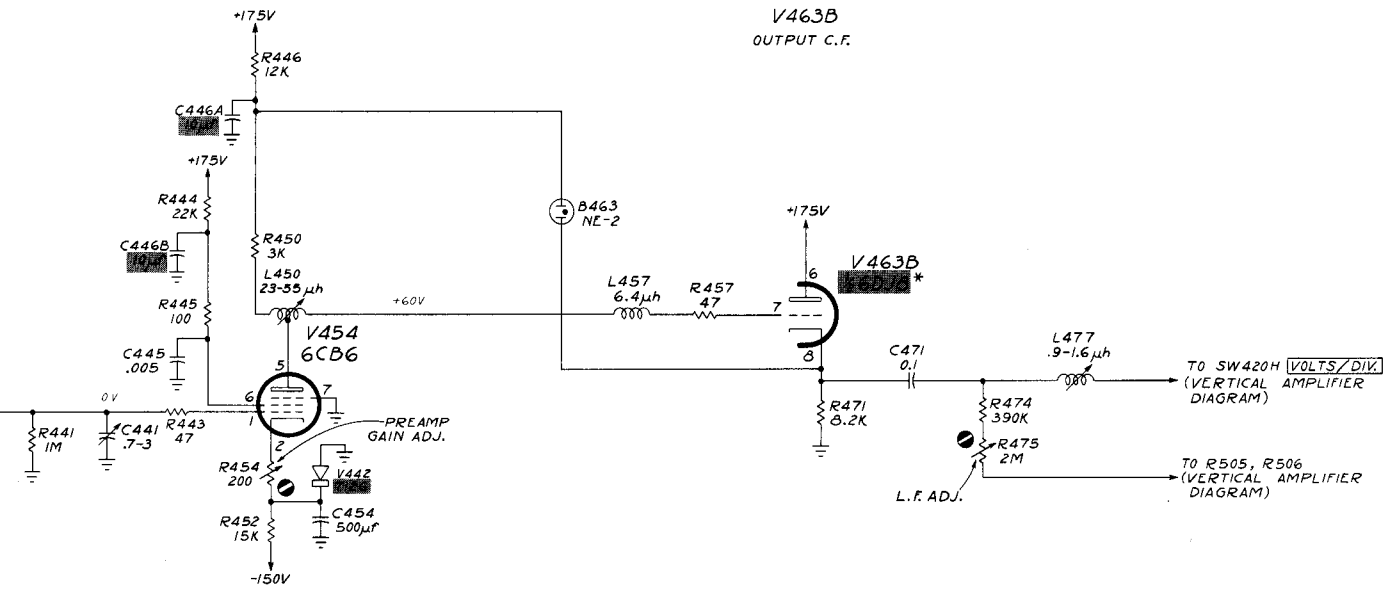 V463B
OUTPUT C.F.
+175V
R446
12K
C446A
10µF
+175V
R444
22K
C446B
10µF
R445
100
C445
.005
R450
3K
L450
23-55 µh
+60V
V454
6CB6
5
7
6
1
2
0V
R441
1M
C441
.7-3
R443
47
PREAMP
GAIN ADJ.
R454
200
V442
C454
500µf
R452
15K
-150V
B463
NE-2
L457
6.4µh
R457
47
+175V
6
7
8
V463B
*
C471
0.1
R471
8.2K
L477
.9-1.6 µh
R474
390K
R475
2M
L.F. ADJ.
TO SW420H VOLTS/DIV.
(VERTICAL AMPLIFIER
DIAGRAM)
TO R505, R506
(VERTICAL AMPLIFIER
DIAGRAM)